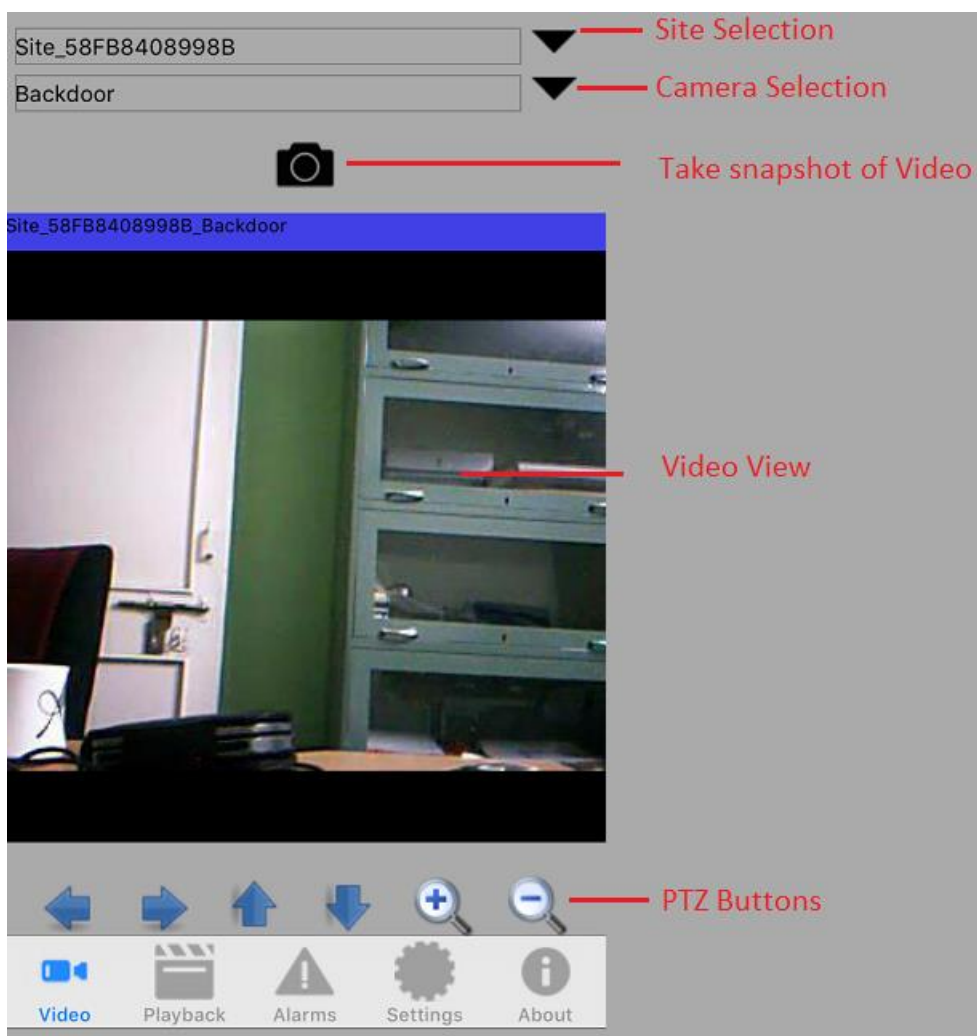 Site_58FB8408998B
Site Selection
Backdoor
Camera Selection
Take snapshot of Video
Site_58FB8408998B_Backdoor
Video View
PTZ Buttons
Video
Playback
Alarms
Settings
About